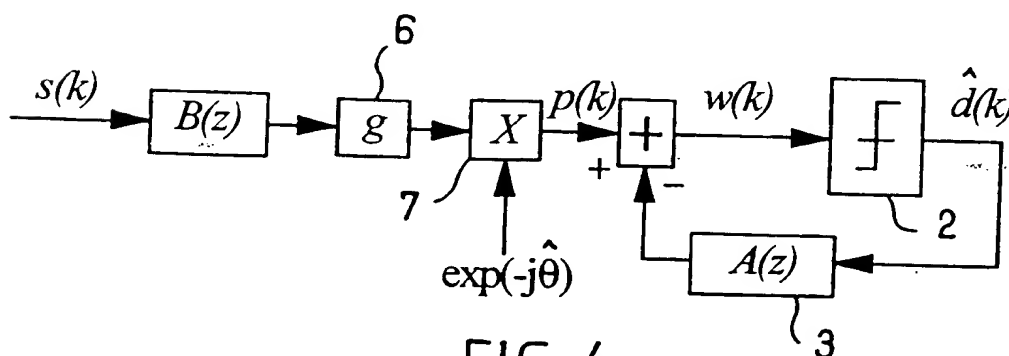 6
s(k)
B(z)
g
X
p(k)
+
w(k)
d̂(k)
+
−
7
2
exp(-jθ̂)
A(z)
3